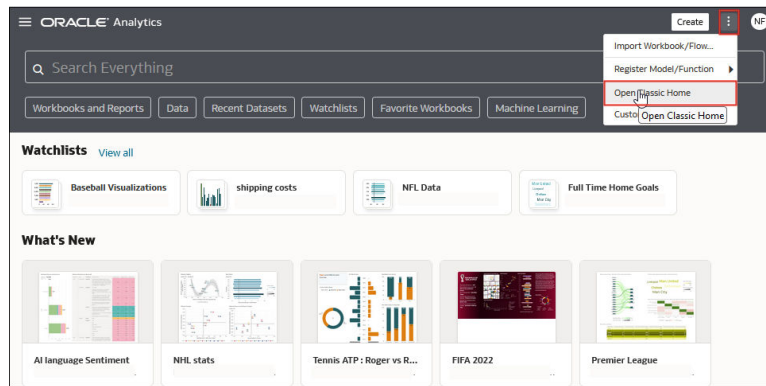 ORACLE Analytics
Create
NF
Import Workbook/Flow...
Register Model/Function
Open Classic Home
Custo
Open Classic Home
Search Everything
Workbooks and Reports
Data
Recent Datasets
Watchlists
Favorite Workbooks
Machine Learning
Watchlists View all
Baseball Visualizations
shipping costs
NFL Data
Full Time Home Goals
What's New
AI language Sentiment
NHL stats
Tennis ATP : Roger vs R...
FIFA 2022
Premier League